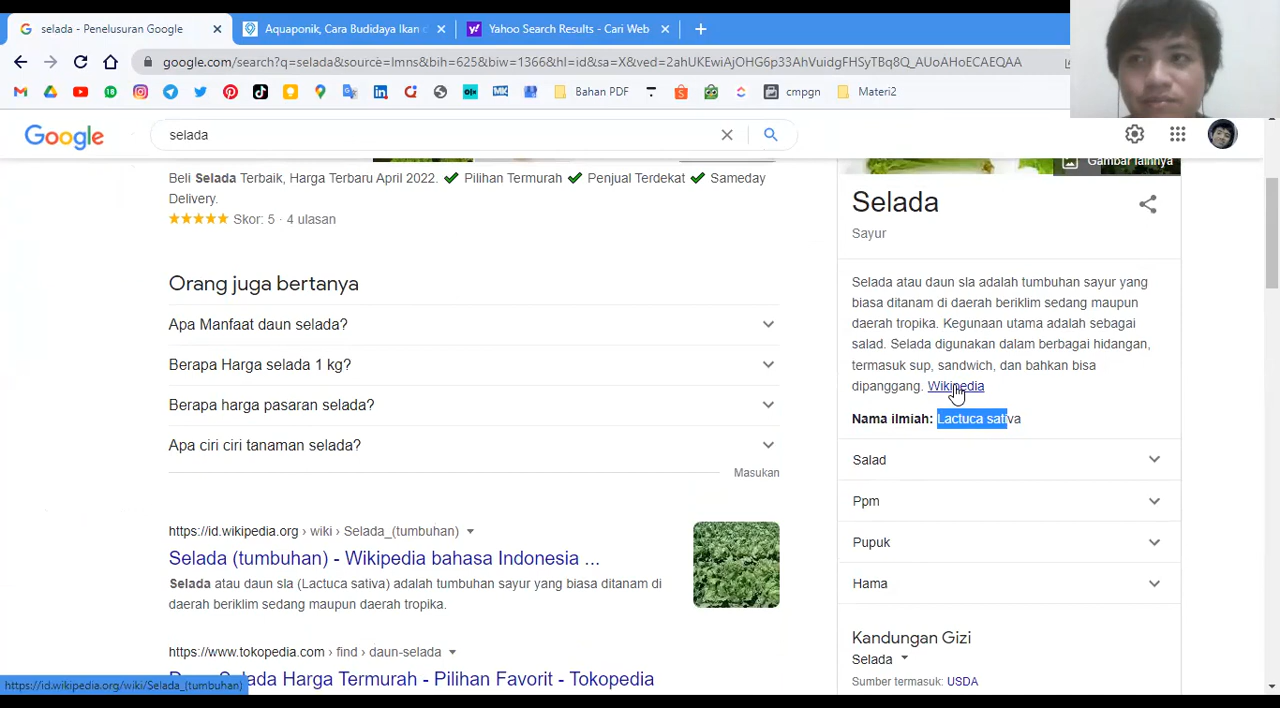 selada - Penelusuran Google
Aquaponik, Cara Budidaya Ikan
Yahoo Search Results - Cari Web
google.com/search?q=selada&source=lmns&bih=625&biw=1366&hl=id&sa=X&ved=2ahUKEwiAjOHG6p33AhVuidgFHSyTBq8Q_AUoAHoECAEQAA
Bahan PDF
cmpgn
Materi2
Google
selada
Gambar lainnya
Beli Selada Terbaik, Harga Terbaru April 2022. ✔ Pilihan Termurah ✔ Penjual Terdekat ✔ Sameday
Delivery.
★★★★★ Skor: 5 · 4 ulasan
Orang juga bertanya
Apa Manfaat daun selada?
Berapa Harga selada 1 kg?
Berapa harga pasaran selada?
Apa ciri ciri tanaman selada?
Masukan
https://id.wikipedia.org › wiki › Selada_(tumbuhan)
Selada (tumbuhan) - Wikipedia bahasa Indonesia ...
Selada atau daun sla (Lactuca sativa) adalah tumbuhan sayur yang biasa ditanam di
daerah beriklim sedang maupun daerah tropika.
https://www.tokopedia.com › find › daun-selada
Selada Harga Termurah - Pilihan Favorit - Tokopedia
https://id.wikipedia.org/wiki/Selada_(tumbuhan)
Selada
Sayur
Selada atau daun sla adalah tumbuhan sayur yang
biasa ditanam di daerah beriklim sedang maupun
daerah tropika. Kegunaan utama adalah sebagai
salad. Selada digunakan dalam berbagai hidangan,
termasuk sup, sandwich, dan bahkan bisa
dipanggang. Wikipedia
Nama ilmiah: Lactuca sativa
Salad
Ppm
Pupuk
Hama
Kandungan Gizi
Selada
Sumber termasuk: USDA